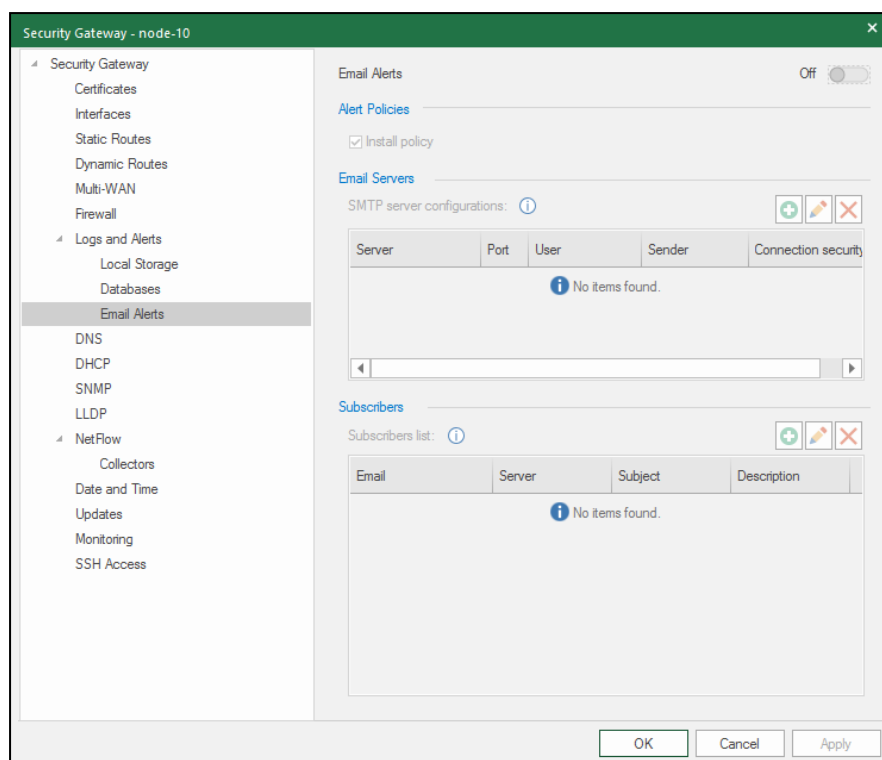 Security Gateway - node-10
Security Gateway
Certificates
Interfaces
Static Routes
Dynamic Routes
Multi-WAN
Firewall
Logs and Alerts
Local Storage
Databases
Email Alerts
DNS
DHCP
SNMP
LLDP
NetFlow
Collectors
Date and Time
Updates
Monitoring
SSH Access
Email Alerts Off
Alert Policies
Install policy
Email Servers
SMTP server configurations:
Server Port User Sender Connection security
No items found.
Subscribers
Subscribers list:
Email Server Subject Description
No items found.
OK Cancel Apply